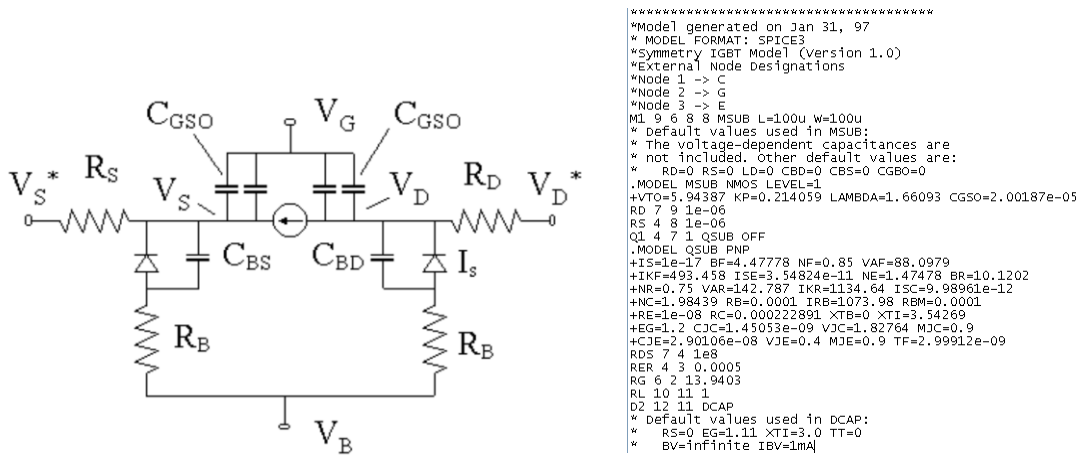 C_GSO
V_G
C_GSO
R_S
R_D
V_S*
V_S
V_D
V_D*
C_BS
C_BD
I_s
R_B
R_B
V_B
***************************************
*Model generated on Jan 31, 97
* MODEL FORMAT: SPICE3
*Symmetry IGBT Model (Version 1.0)
*External Node Designations
*Node 1 -> C
*Node 2 -> G
*Node 3 -> E
M1 9 6 8 8 MSUB L=100u W=100u
* Default values used in MSUB:
* The voltage-dependent capacitances are
* not included. Other default values are:
*   RD=0 RS=0 LD=0 CBD=0 CBS=0 CGBO=0
.MODEL MSUB NMOS LEVEL=1
+VTO=5.94387 KP=0.214059 LAMBDA=1.66093 CGSO=2.00187e-05
RD 7 9 1e-06
RS 4 8 1e-06
Q1 4 7 1 QSUB OFF
.MODEL QSUB PNP
+IS=1e-17 BF=4.47778 NF=0.85 VAF=88.0979
+IKF=493.458 ISE=3.54824e-11 NE=1.47478 BR=10.1202
+NR=0.75 VAR=142.787 IKR=1134.64 ISC=9.98961e-12
+NC=1.98439 RB=0.0001 IRB=1073.98 RBM=0.0001
+RE=1e-08 RC=0.000222891 XTB=0 XTI=3.54269
+EG=1.2 CJC=1.45053e-09 VJC=1.82764 MJC=0.9
+CJE=2.90106e-08 VJE=0.4 MJE=0.9 TF=2.99912e-09
RDS 7 4 1e8
RER 4 3 0.0005
RG 6 2 13.9403
RL 10 11 1
D2 12 11 DCAP
* Default values used in DCAP:
*   RS=0 EG=1.11 XTI=3.0 TT=0
*   BV=infinite IBV=1mA